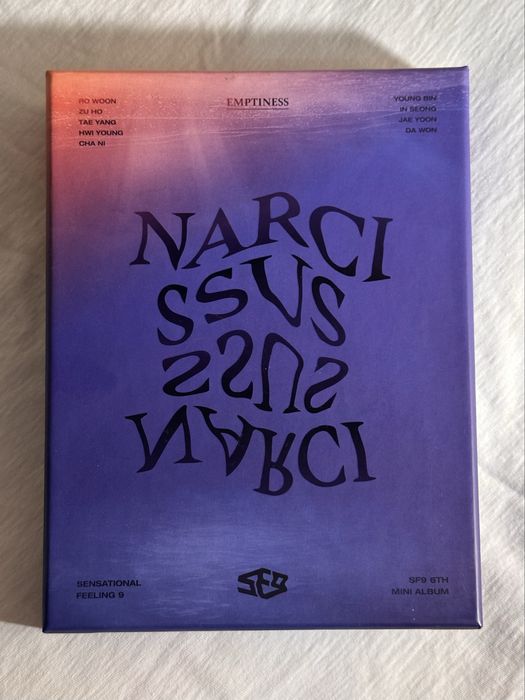 RO WOON
ZU HO
TAE YANG
HWI YOUNG
CHA NI
EMPTINESS
YOUNG BIN
IN SEONG
JAE YOON
DA WON
NARCI
SSUS
SSUS
NARCI
SENSATIONAL
FEELING 9
SF9
SF9 6TH
MINI ALBUM